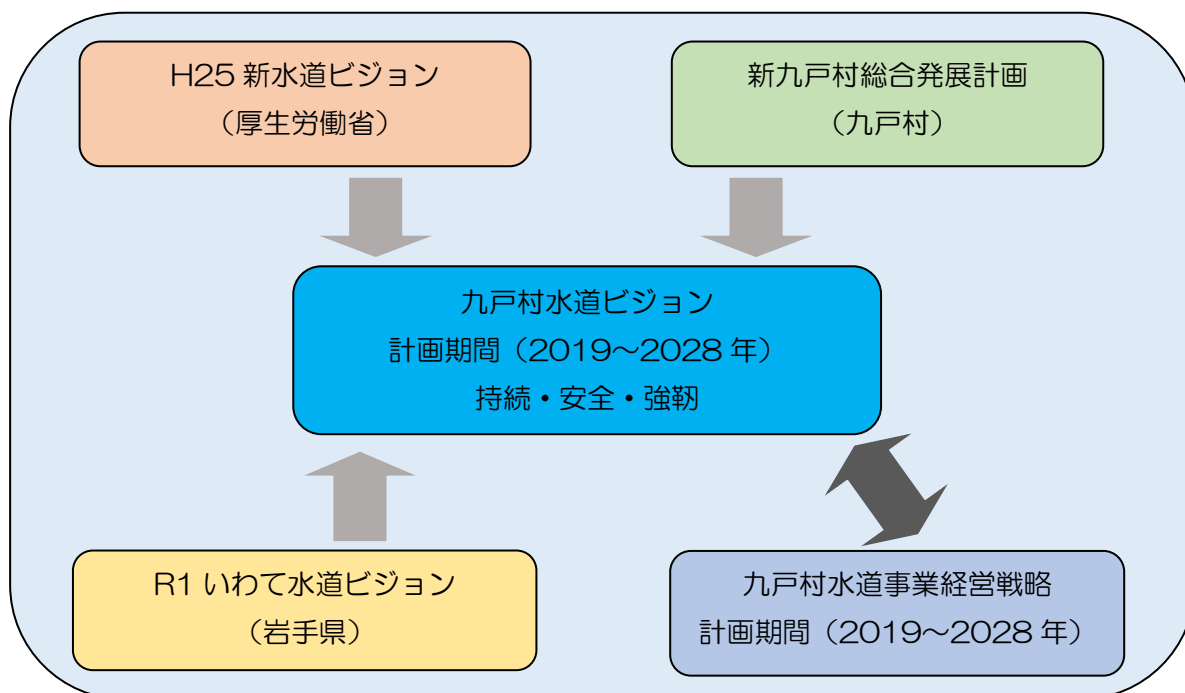 H25 新水道ビジョン
（厚生労働省）
新九戸村総合発展計画
（九戸村）
九戸村水道ビジョン
計画期間（2019～2028 年）
持続・安全・強靭
R1 いわて水道ビジョン
（岩手県）
九戸村水道事業経営戦略
計画期間（2019～2028 年）